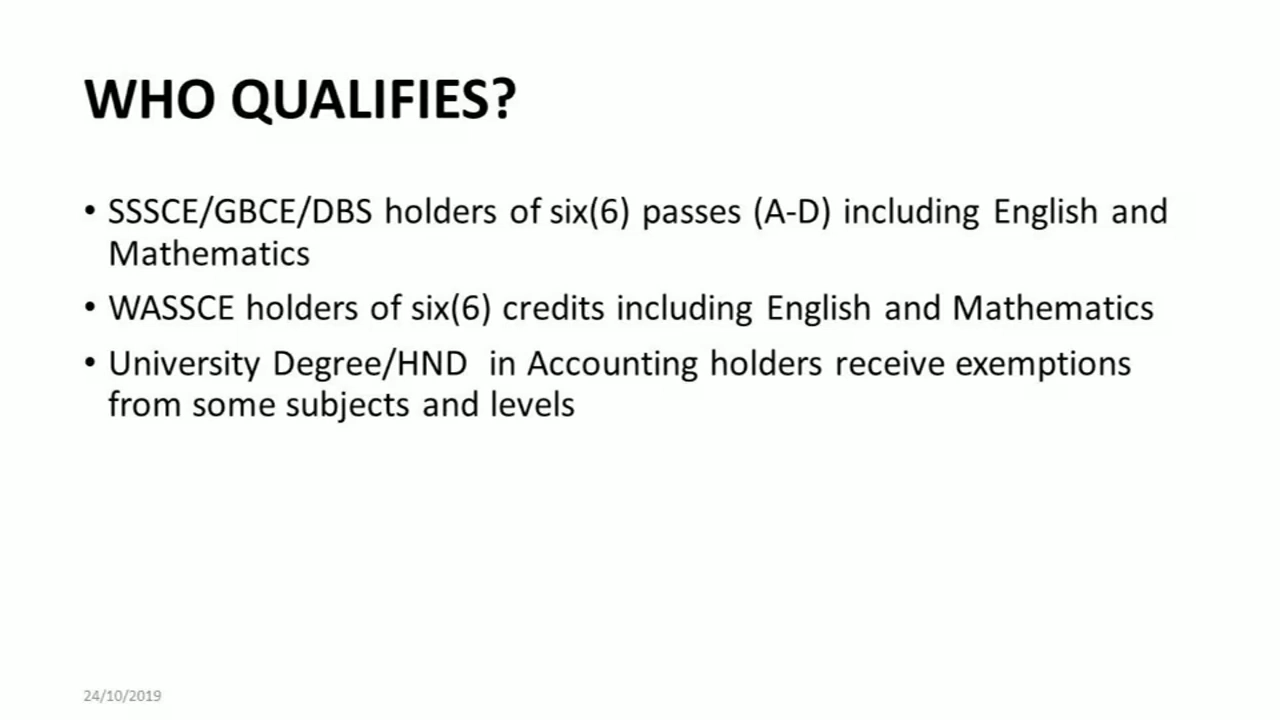 WHO QUALIFIES?
• SSSCE/GBCE/DBS holders of six(6) passes (A-D) including English and
Mathematics
• WASSCE holders of six(6) credits including English and Mathematics
• University Degree/HND in Accounting holders receive exemptions
from some subjects and levels
24/10/2019